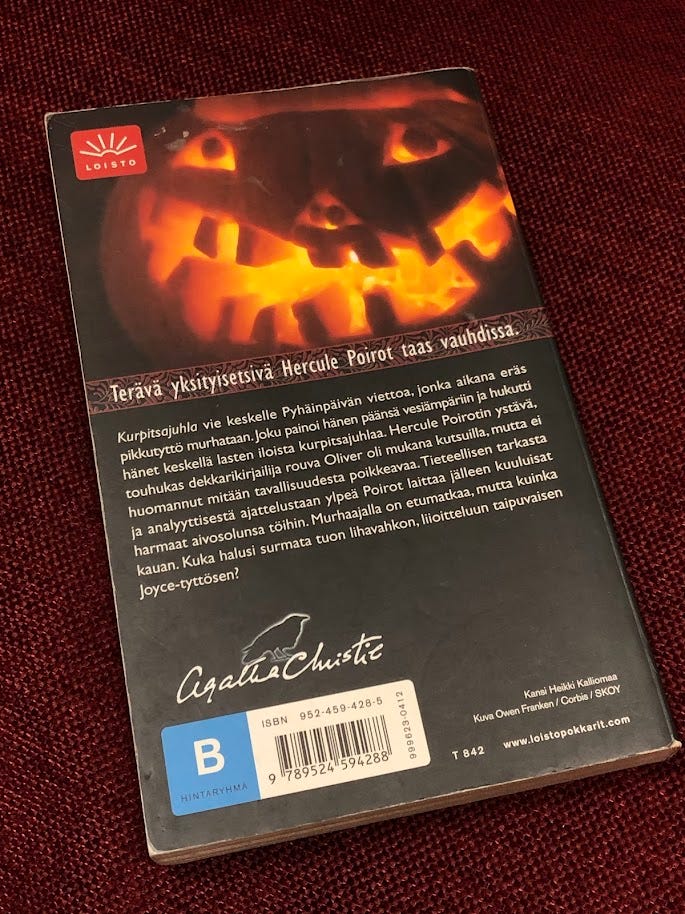 LOISTO
Terävä yksityisetsivä Hercule Poirot taas vauhdissa.
Kurpitsajuhla vie keskelle Pyhäinpäivän viettoa, jonka aikana eräs
pikkutyttö murhataan. Joku painoi hänen päänsä vesiämpäriin ja hukutti
hänet keskellä lasten iloista kurpitsajuhlaa. Hercule Poirotin ystävä,
touhukas dekkarikirjailija rouva Oliver oli mukana kutsuilla, mutta ei
huomannut mitään tavallisuudesta poikkeavaa. Tieteellisen tarkasta
ja analyyttisestä ajattelustaan ylpeä Poirot laittaa jälleen kuuluisat
harmaat aivosolunsa töihin. Murhaajalla on etumatkaa, mutta kuinka
kauan. Kuka halusi surmata tuon lihavahkon, liioitteluun taipuvaisen
Joyce-tyttösen?
Agatha Christie
Kansi Heikki Kalliomaa
Kuva Owen Franken / Corbis / SKOY
T 842 www.loistopokkarit.com
B
HINTARYHMÄ
ISBN 952-459-428-5
9 789524 594288
999623-0412